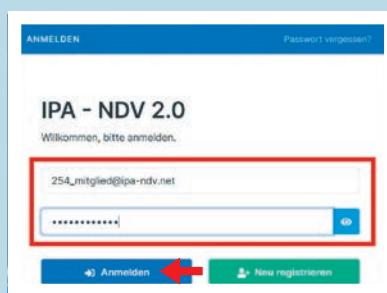 ANMELDEN Passwort vergessen?
IPA - NDV 2.0
Willkommen, bitte anmelden.
254_mitglied@ipa-ndv.net
••••••••••••
Anmelden Neu registrieren